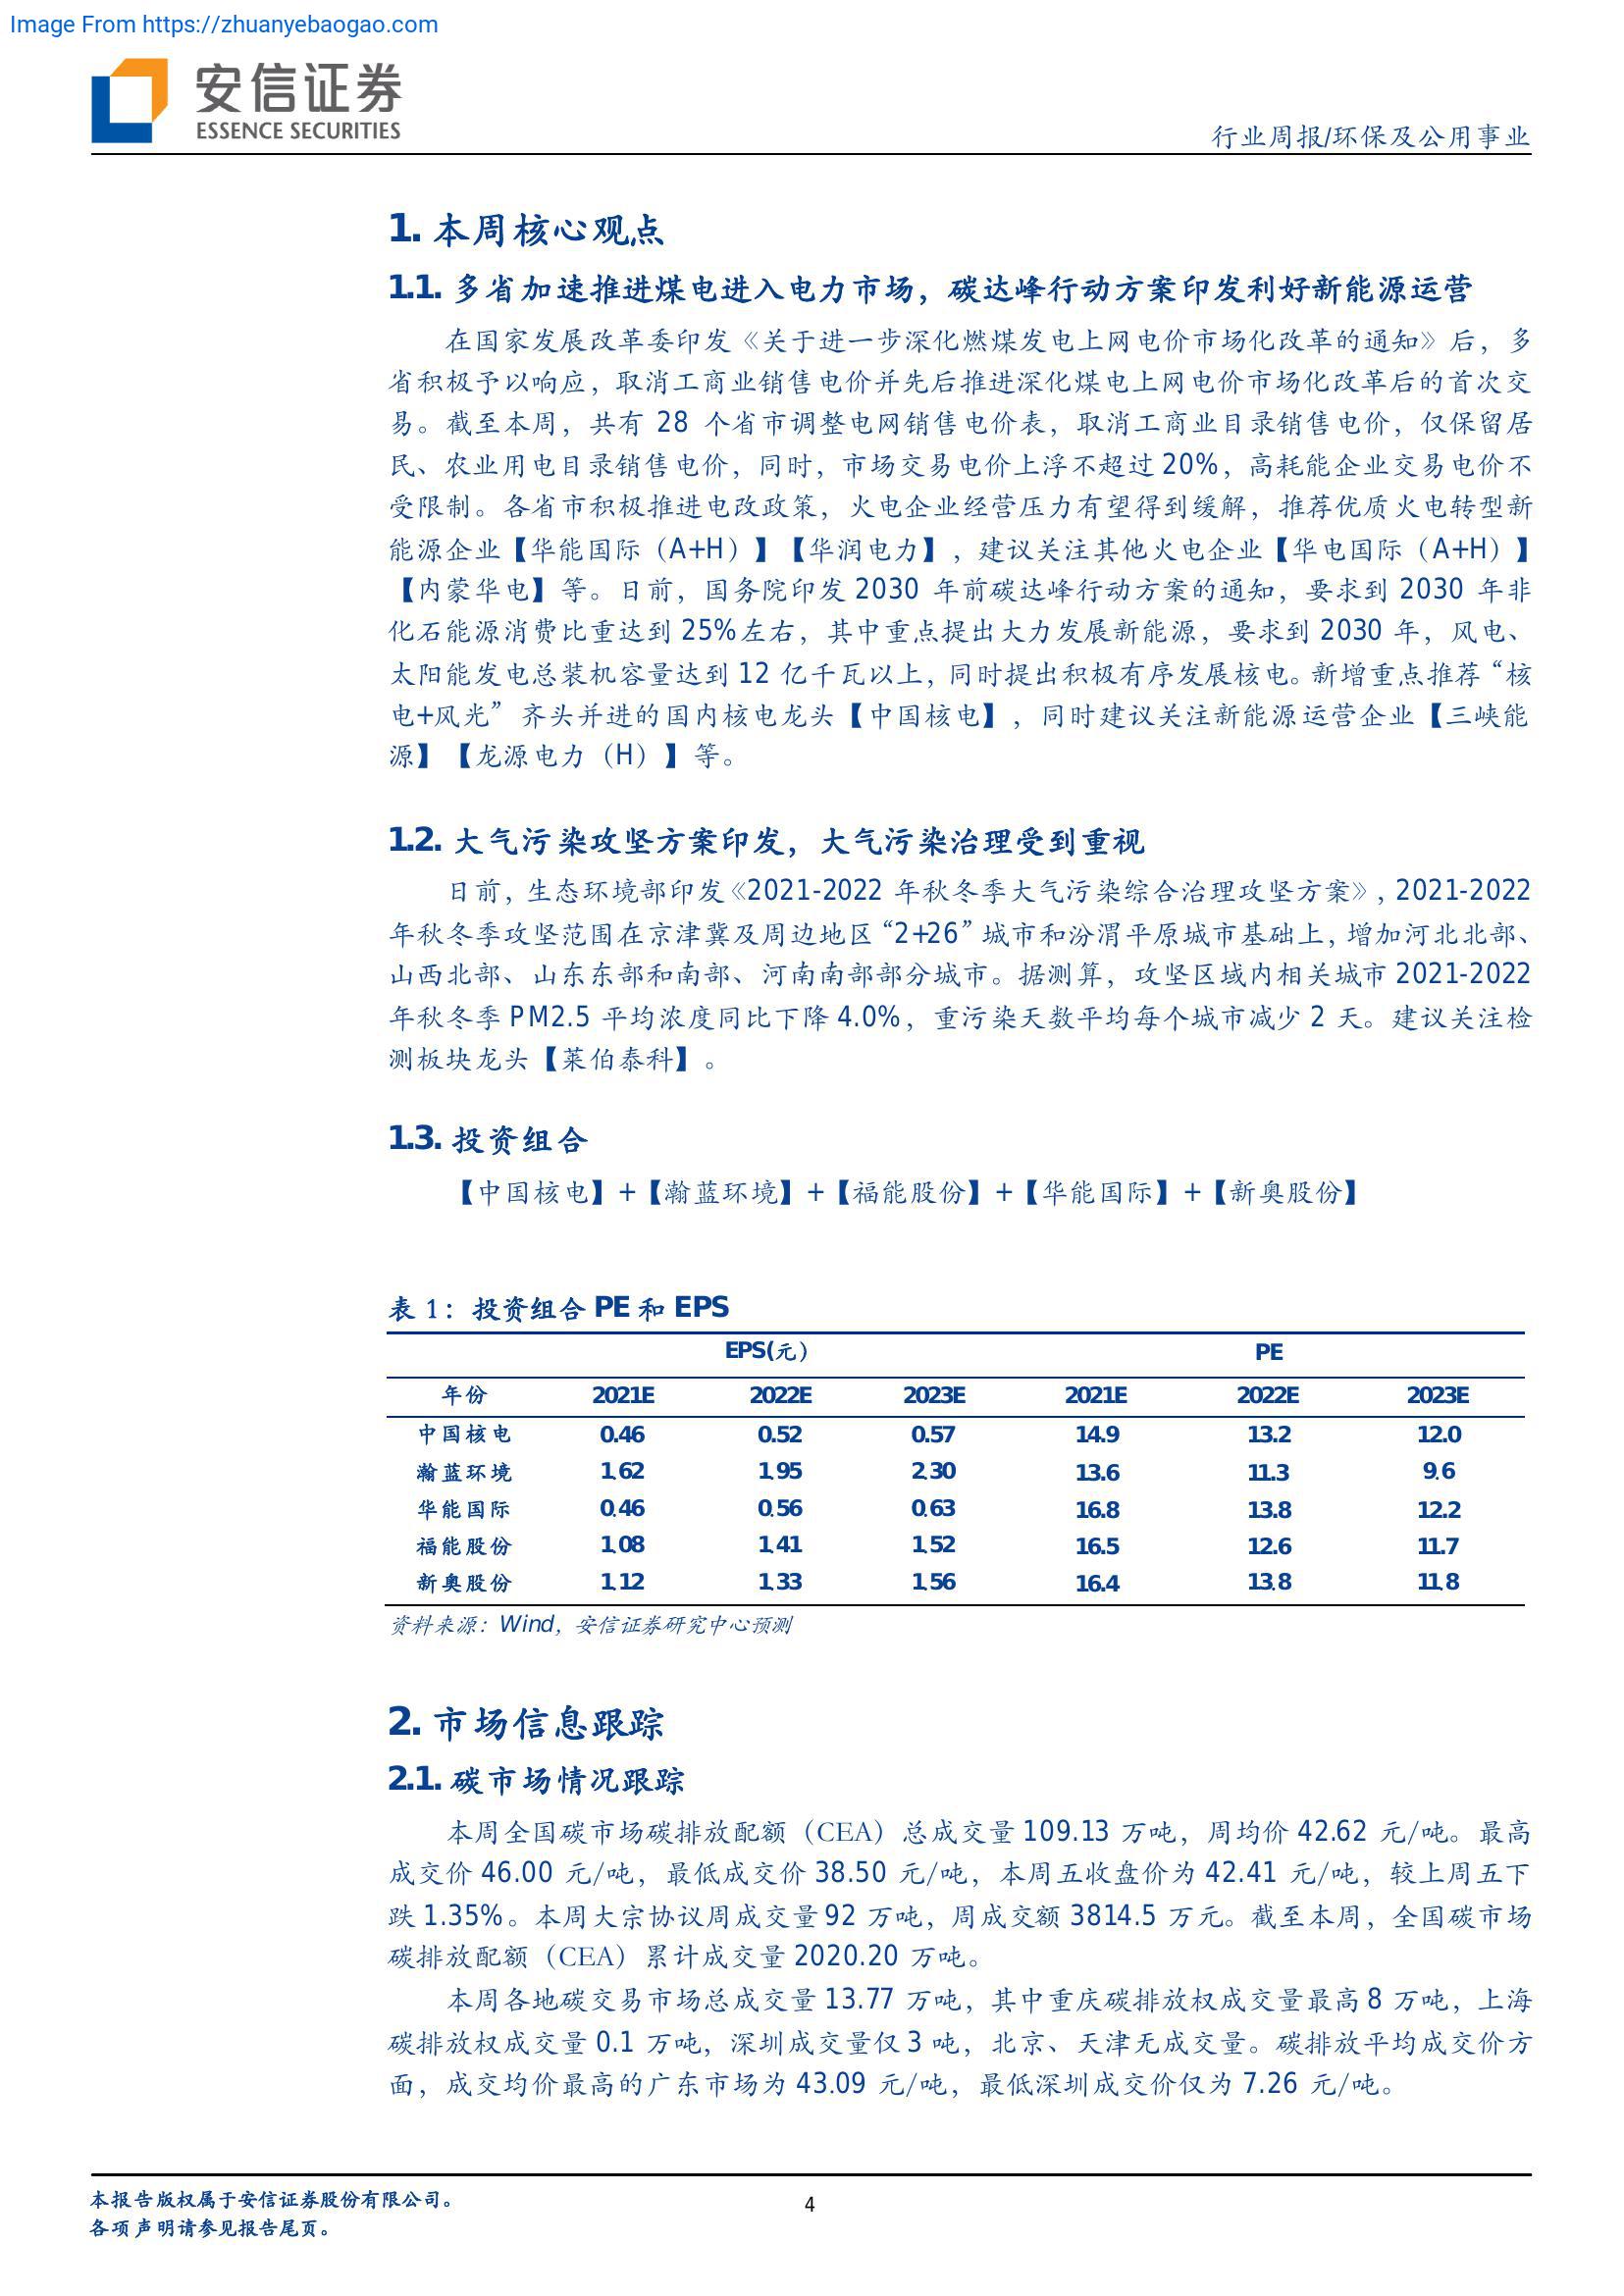 Image From https://zhuanyebaogao.com
安信证券
ESSENCE SECURITIES
行业周报/环保及公用事业
1. 本周核心观点
1.1. 多省加速推进煤电进入电力市场，碳达峰行动方案印发利好新能源运营
在国家发展改革委印发《关于进一步深化燃煤发电上网电价市场化改革的通知》后，多
省积极予以响应，取消工商业销售电价并先后推进深化煤电上网电价市场化改革后的首次交
易。截至本周，共有 28 个省市调整电网销售电价表，取消工商业目录销售电价，仅保留居
民、农业用电目录销售电价，同时，市场交易电价上浮不超过 20%，高耗能企业交易电价不
受限制。各省市积极推进电改政策，火电企业经营压力有望得到缓解，推荐优质火电转型新
能源企业【华能国际（A+H）】【华润电力】，建议关注其他火电企业【华电国际（A+H）】
【内蒙华电】等。日前，国务院印发 2030 年前碳达峰行动方案的通知，要求到 2030 年非
化石能源消费比重达到 25%左右，其中重点提出大力发展新能源，要求到 2030 年，风电、
太阳能发电总装机容量达到 12 亿千瓦以上，同时提出积极有序发展核电。新增重点推荐“核
电+风光”齐头并进的国内核电龙头【中国核电】，同时建议关注新能源运营企业【三峡能
源】【龙源电力（H）】等。
1.2. 大气污染攻坚方案印发，大气污染治理受到重视
日前，生态环境部印发《2021-2022 年秋冬季大气污染综合治理攻坚方案》，2021-2022
年秋冬季攻坚范围在京津冀及周边地区“2+26”城市和汾渭平原城市基础上，增加河北北部、
山西北部、山东东部和南部、河南南部部分城市。据测算，攻坚区域内相关城市 2021-2022
年秋冬季 PM2.5 平均浓度同比下降 4.0%，重污染天数平均每个城市减少 2 天。建议关注检
测板块龙头【莱伯泰科】。
1.3. 投资组合
【中国核电】+【瀚蓝环境】+【福能股份】+【华能国际】+【新奥股份】
表 1：投资组合 PE 和 EPS
EPS(元） PE
年份 2021E 2022E 2023E 2021E 2022E 2023E
中国核电 0.46 0.52 0.57 14.9 13.2 12.0
瀚蓝环境 1.62 1.95 2.30 13.6 11.3 9.6
华能国际 0.46 0.56 0.63 16.8 13.8 12.2
福能股份 1.08 1.41 1.52 16.5 12.6 11.7
新奥股份 1.12 1.33 1.56 16.4 13.8 11.8
资料来源：Wind，安信证券研究中心预测
2. 市场信息跟踪
2.1. 碳市场情况跟踪
本周全国碳市场碳排放配额（CEA）总成交量 109.13 万吨，周均价 42.62 元/吨。最高
成交价 46.00 元/吨，最低成交价 38.50 元/吨，本周五收盘价为 42.41 元/吨，较上周五下
跌 1.35%。本周大宗协议周成交量 92 万吨，周成交额 3814.5 万元。截至本周，全国碳市场
碳排放配额（CEA）累计成交量 2020.20 万吨。
本周各地碳交易市场总成交量 13.77 万吨，其中重庆碳排放权成交量最高 8 万吨，上海
碳排放权成交量 0.1 万吨，深圳成交量仅 3 吨，北京、天津无成交量。碳排放平均成交价方
面，成交均价最高的广东市场为 43.09 元/吨，最低深圳成交价仅为 7.26 元/吨。
本报告版权属于安信证券股份有限公司。
各项声明请参见报告尾页。
4